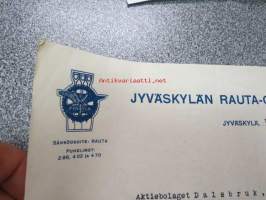 Antikvariaatti.net
JYVÄSKYLÄN RAUTA-
JYVÄSKYLÄ,
SÄHKÖOSOITE: RAUTA
PUHELIMET:
Aktiebolaget Dalsbruk,